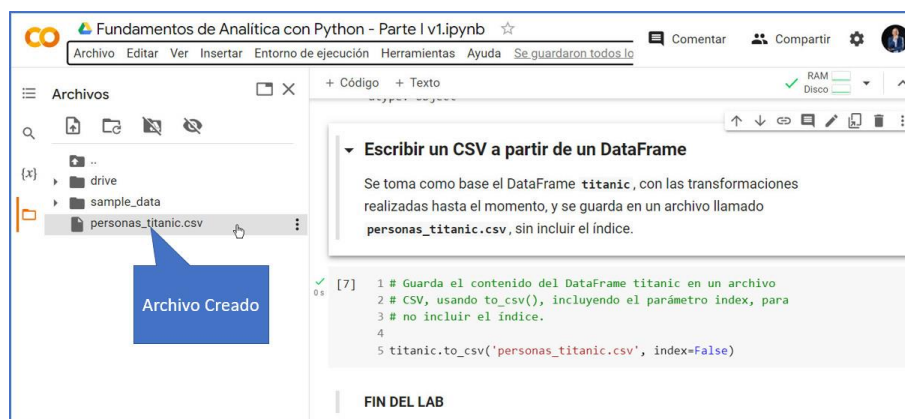 Fundamentos de Analítica con Python - Parte I v1.ipynb
Archivo Editar Ver Insertar Entorno de ejecución Herramientas Ayuda Se guardaron todos lo
Comentar
Compartir
Archivos
+ Código + Texto
RAM
Disco
..
drive
sample_data
personas_titanic.csv
{x}
Archivo Creado
Escribir un CSV a partir de un DataFrame
Se toma como base el DataFrame titanic, con las transformaciones
realizadas hasta el momento, y se guarda en un archivo llamado
personas_titanic.csv, sin incluir el índice.
0 s
[7]
1 # Guarda el contenido del DataFrame titanic en un archivo
2 # CSV, usando to_csv(), incluyendo el parámetro index, para
3 # no incluir el índice.
4
5 titanic.to_csv('personas_titanic.csv', index=False)
FIN DEL LAB